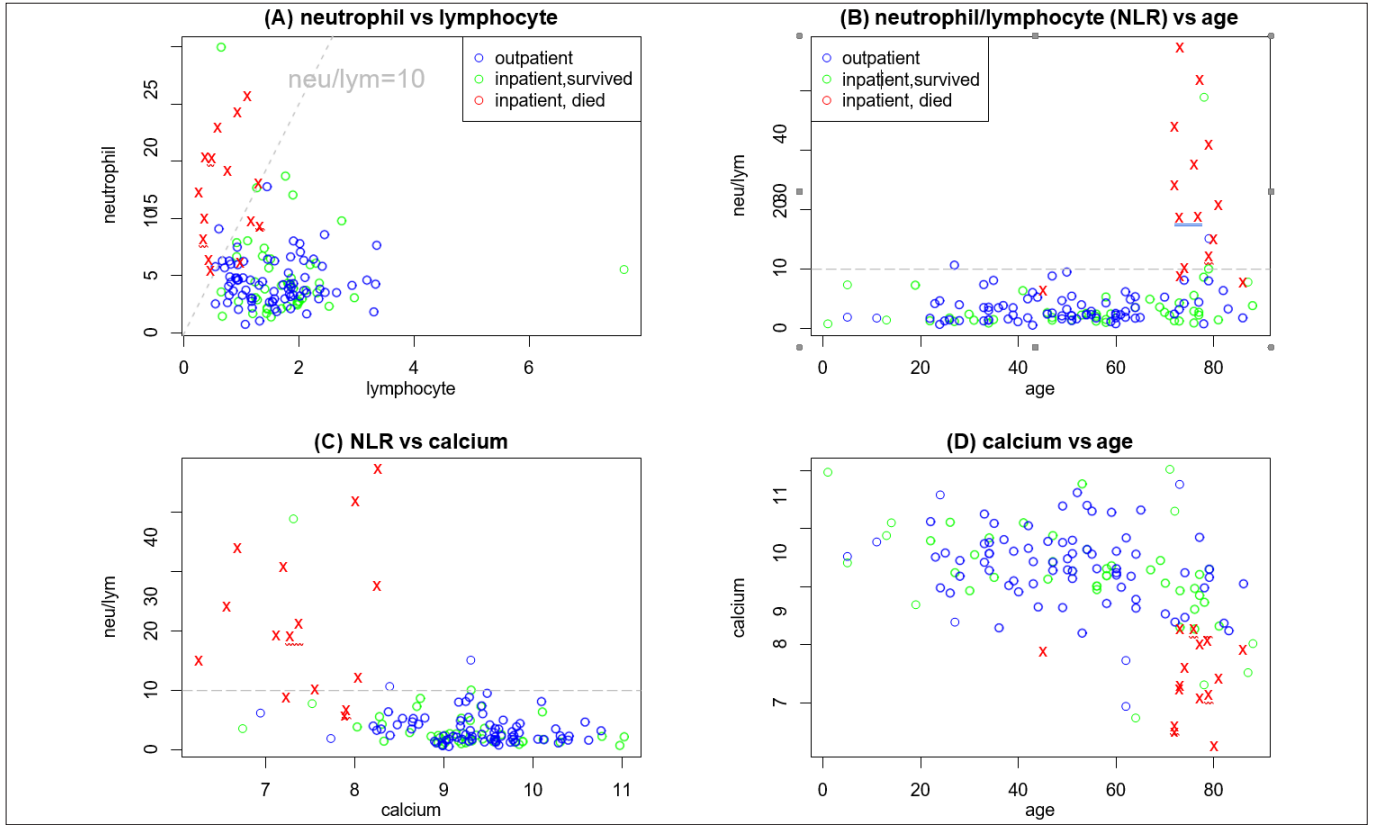 (A) neutrophil vs lymphocyte
neu/lym=10
outpatient
inpatient,survived
inpatient, died
neutrophil
0
5
10
15
20
25
0
2
4
6
lymphocyte
(B) neutrophil/lymphocyte (NLR) vs age
outpatient
inpatient,survived
inpatient, died
neu/lym
0
10
20
30
40
0
20
40
60
80
age
(C) NLR vs calcium
neu/lym
0
10
20
30
40
7
8
9
10
11
calcium
(D) calcium vs age
calcium
7
8
9
10
11
0
20
40
60
80
age